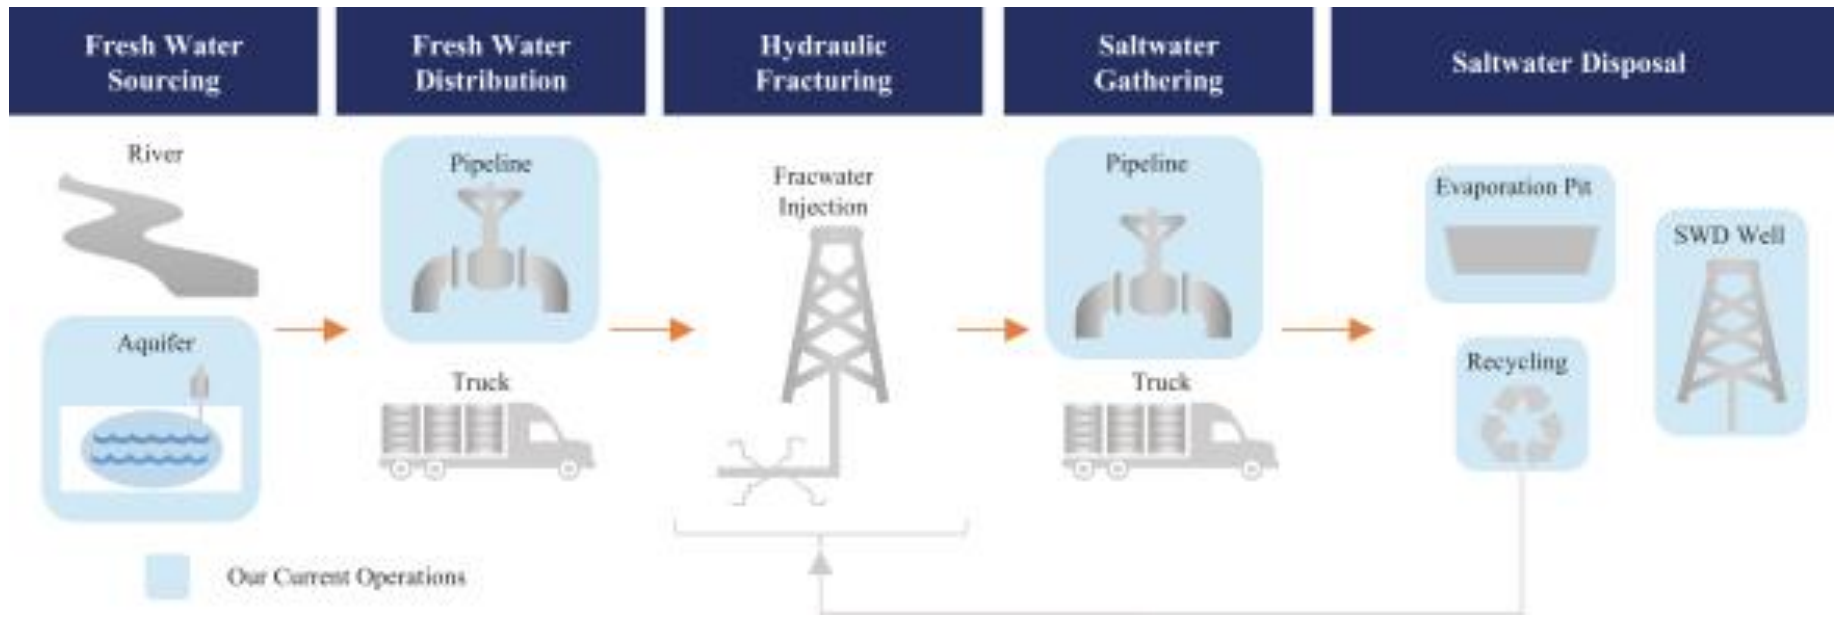 Fresh Water
Sourcing
Fresh Water
Distribution
Hydraulic
Fracturing
Saltwater
Gathering
Saltwater Disposal
River
Aquifer
Pipeline
Truck
Fracwater
Injection
Pipeline
Truck
Evaporation Pit
SWD Well
Recycling
Our Current Operations